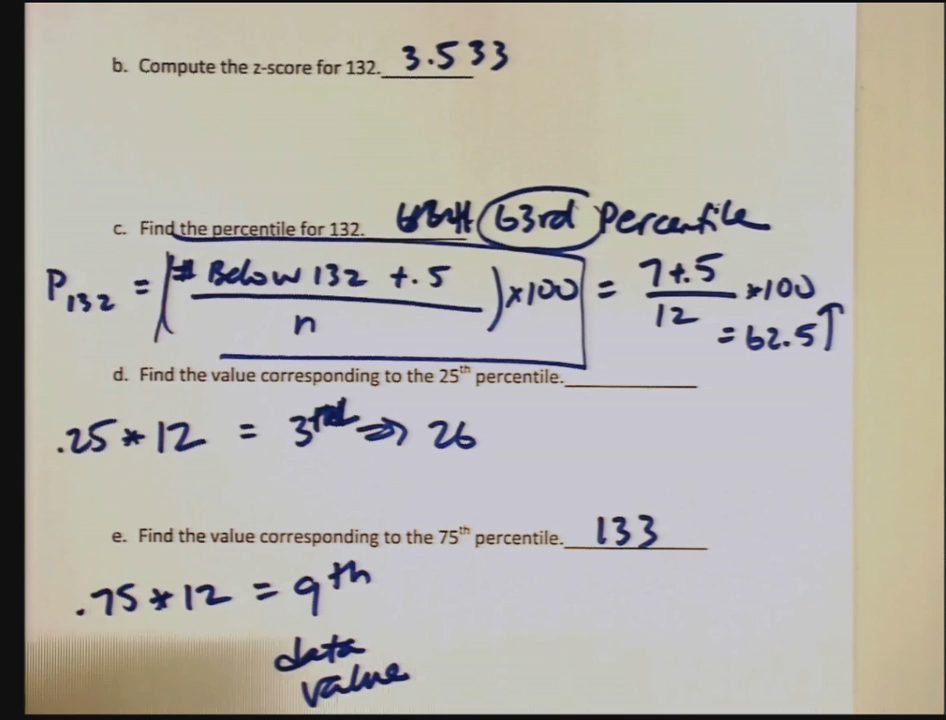 b. Compute the z-score for 132. 3.533
c. Find the percentile for 132. 63rd Percentile
P132 = (# Below 132 + .5 / n) × 100 = 7 + .5 / 12 * 100
= 62.5↑
d. Find the value corresponding to the 25th percentile.
.25 * 12 = 3rd => 26
e. Find the value corresponding to the 75th percentile. 133
.75 * 12 = 9th
data
value